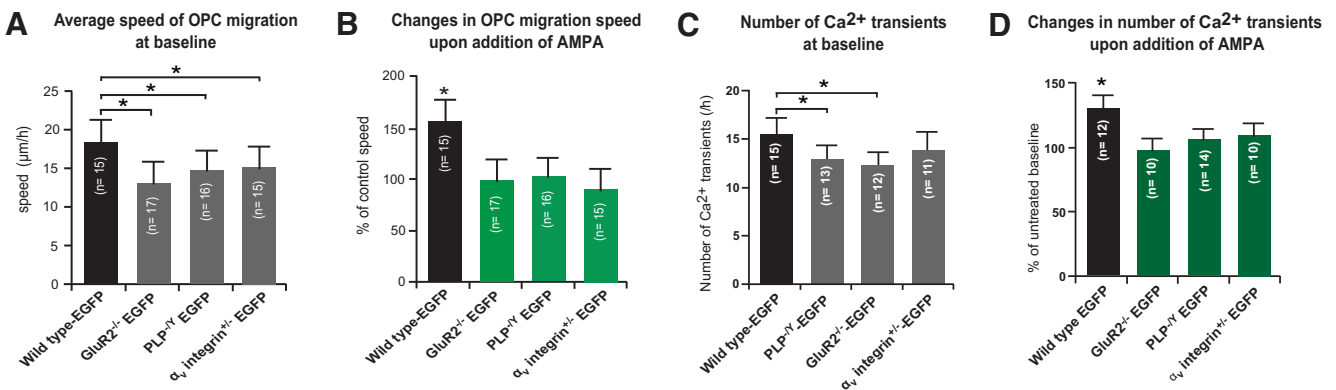 A
Average speed of OPC migration
at baseline
speed (µm/h)
25
20
15
10
5
0
*
*
*
(n= 15)
(n= 17)
(n= 16)
(n= 15)
Wild type-EGFP
GluR2-/- EGFP
PLP-/Y EGFP
αv integrin+/- EGFP
B
Changes in OPC migration speed
upon addition of AMPA
% of control speed
200
150
100
50
0
*
(n= 15)
(n= 17)
(n= 16)
(n= 15)
Wild type-EGFP
GluR2-/- EGFP
PLP-/Y EGFP
αv integrin+/- EGFP
C
Number of Ca2+ transients
at baseline
Number of Ca2+ transients (/h)
20
15
10
5
0
*
*
(n= 15)
(n= 13)
(n= 12)
(n= 11)
Wild type-EGFP
PLP-/Y-EGFP
GluR2-/-EGFP
αv integrin+/-EGFP
D
Changes in number of Ca2+ transients
upon addition of AMPA
% of untreated baseline
150
100
50
0
*
(n= 12)
(n= 10)
(n= 14)
(n= 10)
Wild type EGFP
GluR2-/- EGFP
PLP-/Y EGFP
αv integrin+/- EGFP